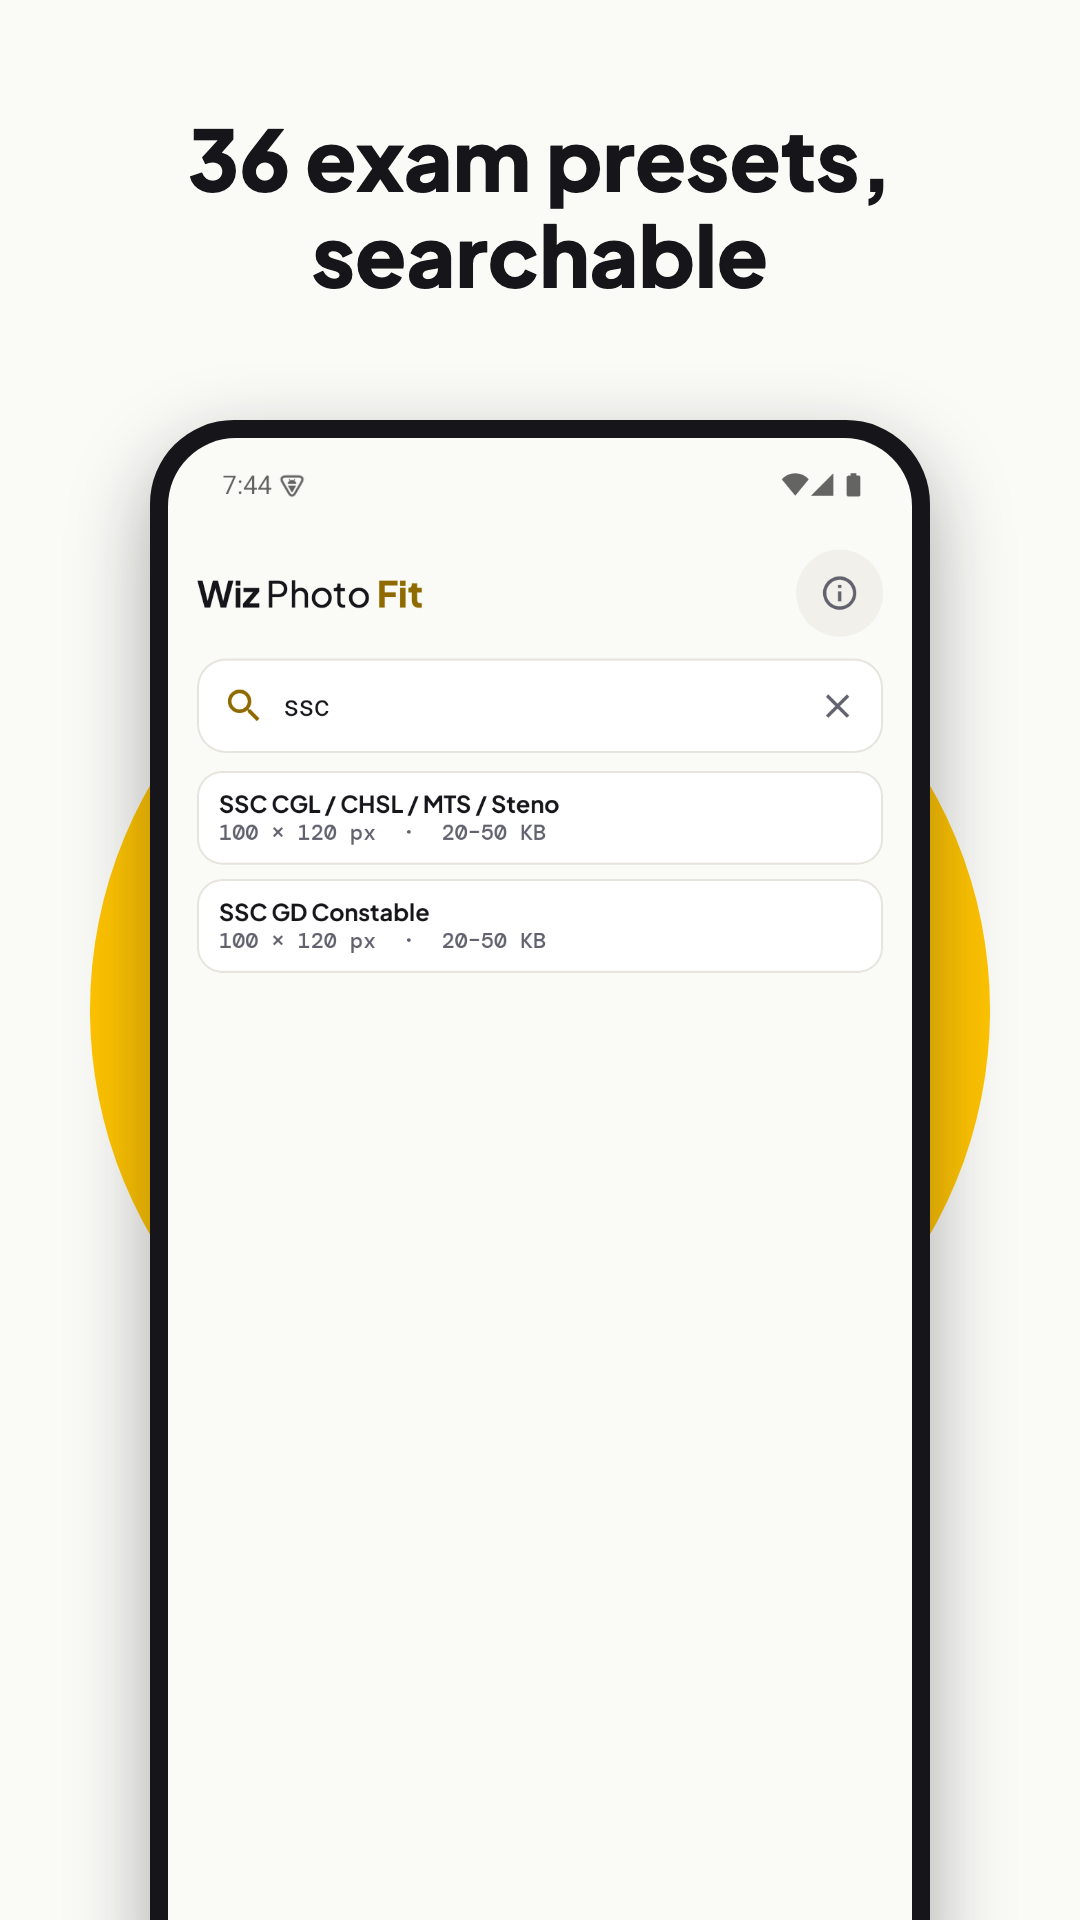 36 exam presets,
searchable
7:44
Wiz Photo Fit
ssc
SSC CGL / CHSL / MTS / Steno
100 × 120 px · 20–50 KB
SSC GD Constable
100 × 120 px · 20–50 KB